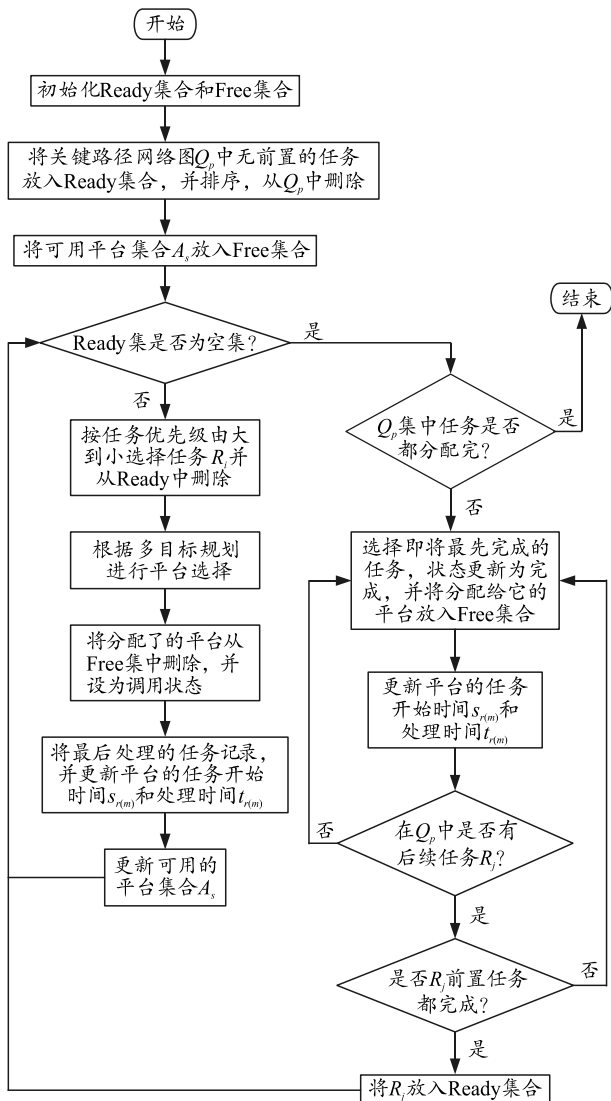 开始
初始化Ready集合和Free集合
将关键路径网络图Qp中无前置的任务
放入Ready集合，并排序，从Qp中删除
将可用平台集合As放入Free集合
Ready集是否为空集？
是
否
按任务优先级由大
到小选择任务Ri并
从Ready中删除
根据多目标规划
进行平台选择
将分配了的平台从
Free集中删除，并
设为调用状态
将最后处理的任务记录，
并更新平台的任务开始
时间sr(m)和处理时间tr(m)
更新可用的
平台集合As
结束
Qp集中任务是否
都分配完？
是
否
选择即将最先完成的
任务，状态更新为完
成，并将分配给它的
平台放入Free集合
更新平台的任务
开始时间sr(m)和
处理时间tr(m)
在Qp中是否有
后续任务Rj？
否
是
是否Rj前置任务
都完成？
否
是
将Rj放入Ready集合